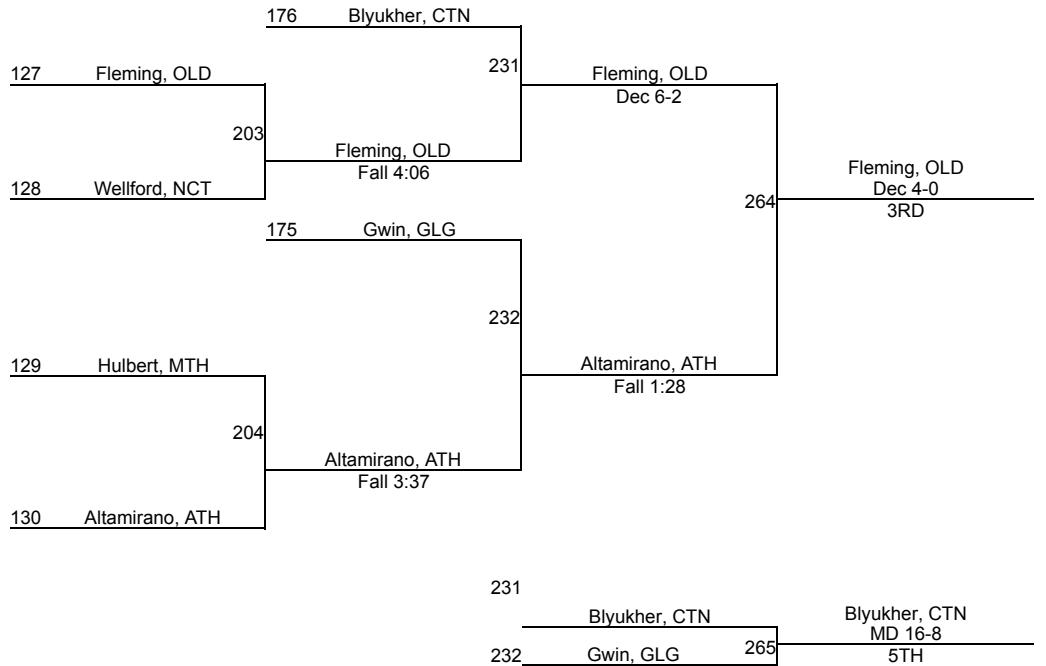 176 Blyukher, CTN
127 Fleming, OLD
231
Fleming, OLD
Dec 6-2
203
Fleming, OLD
Fall 4:06
128 Wellford, NCT
Fleming, OLD
Dec 4-0
3RD
264
175 Gwin, GLG
232
129 Hulbert, MTH
Altamirano, ATH
Fall 1:28
204
Altamirano, ATH
Fall 3:37
130 Altamirano, ATH
231
Blyukher, CTN
232 Gwin, GLG
265
Blyukher, CTN
MD 16-8
5TH